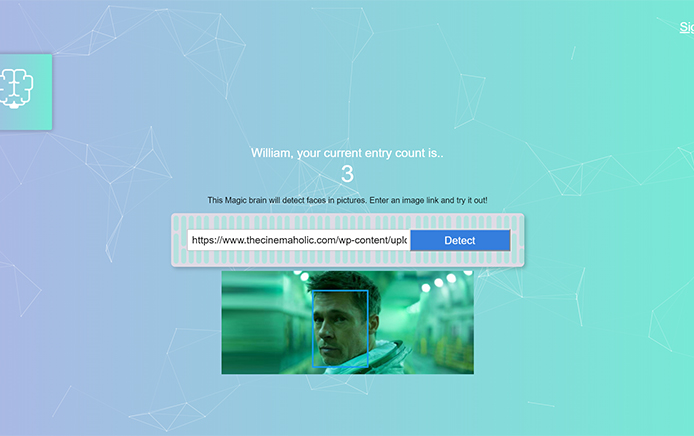 Sig
William, your current entry count is..
3
This Magic brain will detect faces in pictures. Enter an image link and try it out!
https://www.thecinemaholic.com/wp-content/uplo
Detect